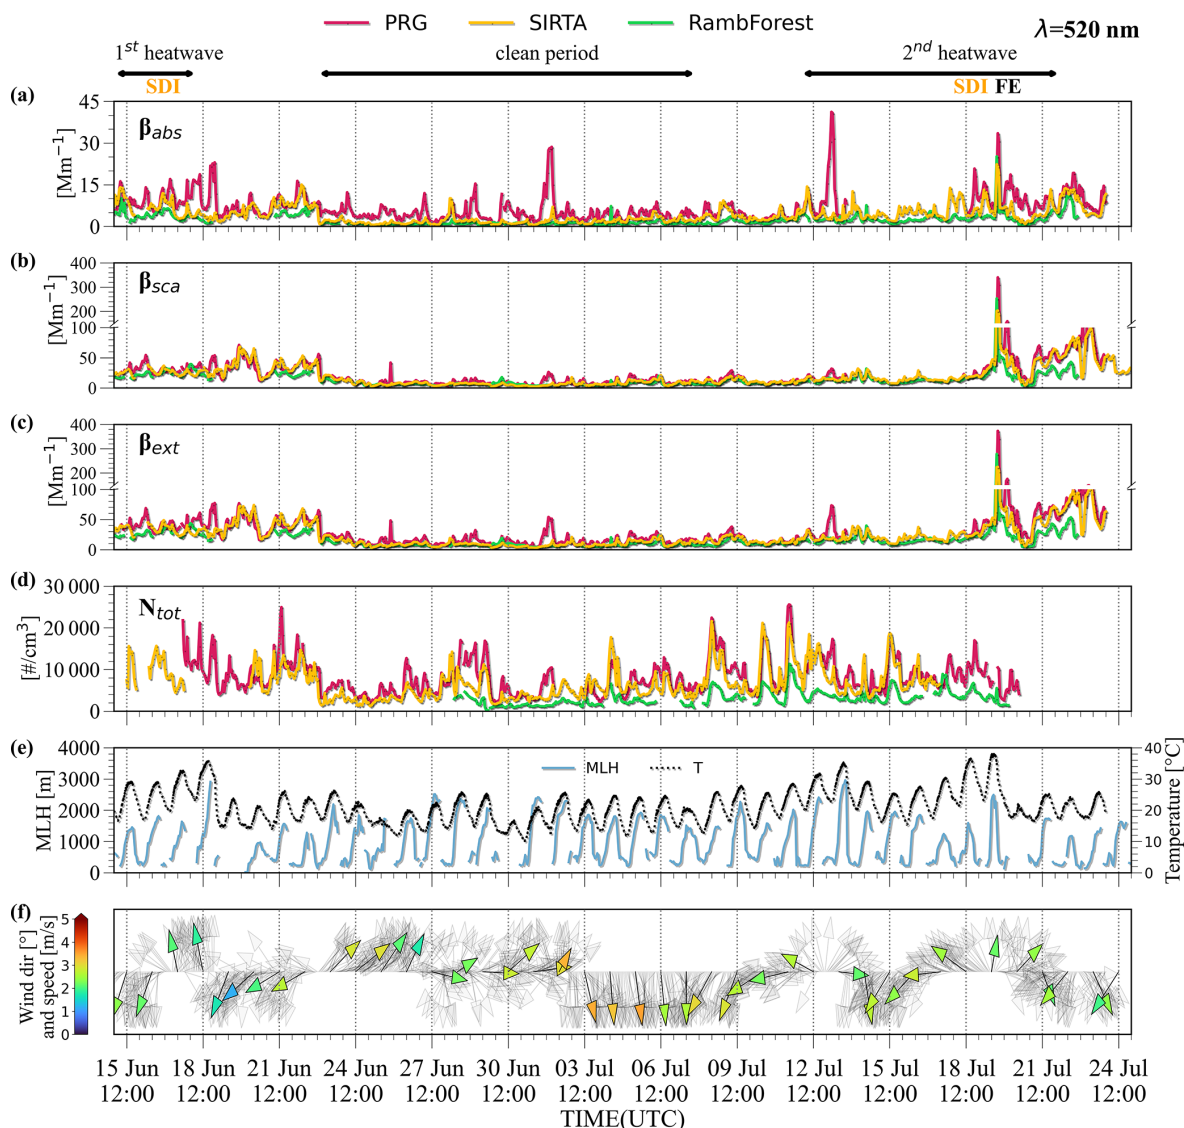 PRG SIRTA RambForest
λ=520 nm
1st heatwave clean period 2nd heatwave
SDI SDI FE
(a)
βabs
[Mm−1]
45
30
15
0
(b)
βsca
[Mm−1]
400
300
200
100
50
0
(c)
βext
[Mm−1]
400
300
200
100
50
0
(d)
Ntot
[#/cm3]
30 000
20 000
10 000
0
(e)
MLH T
MLH [m]
4000
3000
2000
1000
0
40
30
20
10
0
Temperature [°C]
(f)
Wind dir [°]
and speed [m/s]
5
4
3
2
1
0
15 Jun 18 Jun 21 Jun 24 Jun 27 Jun 30 Jun 03 Jul 06 Jul 09 Jul 12 Jul 15 Jul 18 Jul 21 Jul 24 Jul
12:00 12:00 12:00 12:00 12:00 12:00 12:00 12:00 12:00 12:00 12:00 12:00 12:00 12:00
TIME(UTC)